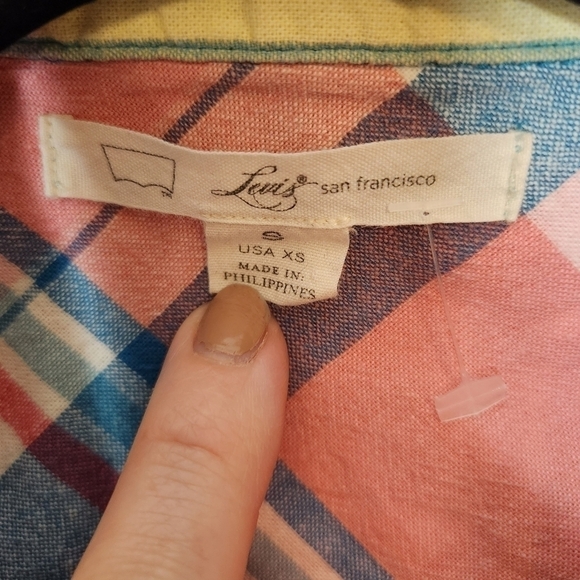 Levi's® san francisco
USA XS
MADE IN:
PHILIPPINES